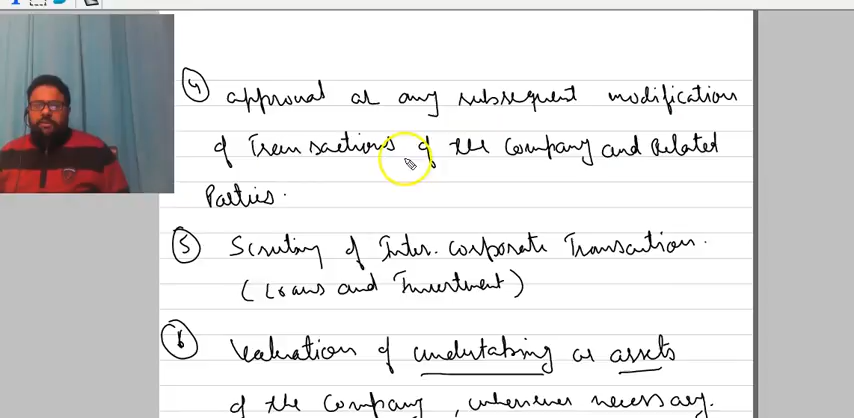 ④ approval or any subsequent modification
of Transactions of the Company and Related
Parties.
⑤ Scrutiny of Inter. corporate Transaction.
(Loans and Investment)
⑥ Valuation of undertaking or assets
of the company, whenever necessary.